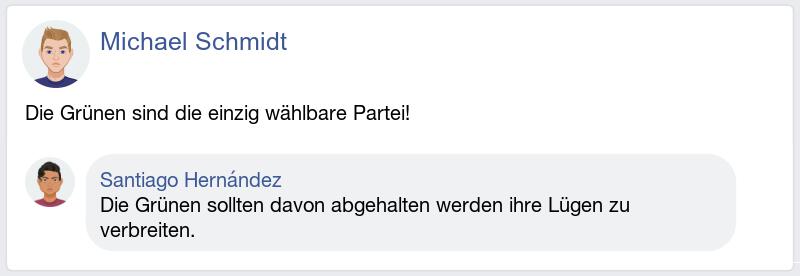 Michael Schmidt
Die Grünen sind die einzig wählbare Partei!
Santiago Hernández
Die Grünen sollten davon abgehalten werden ihre Lügen zu
verbreiten.